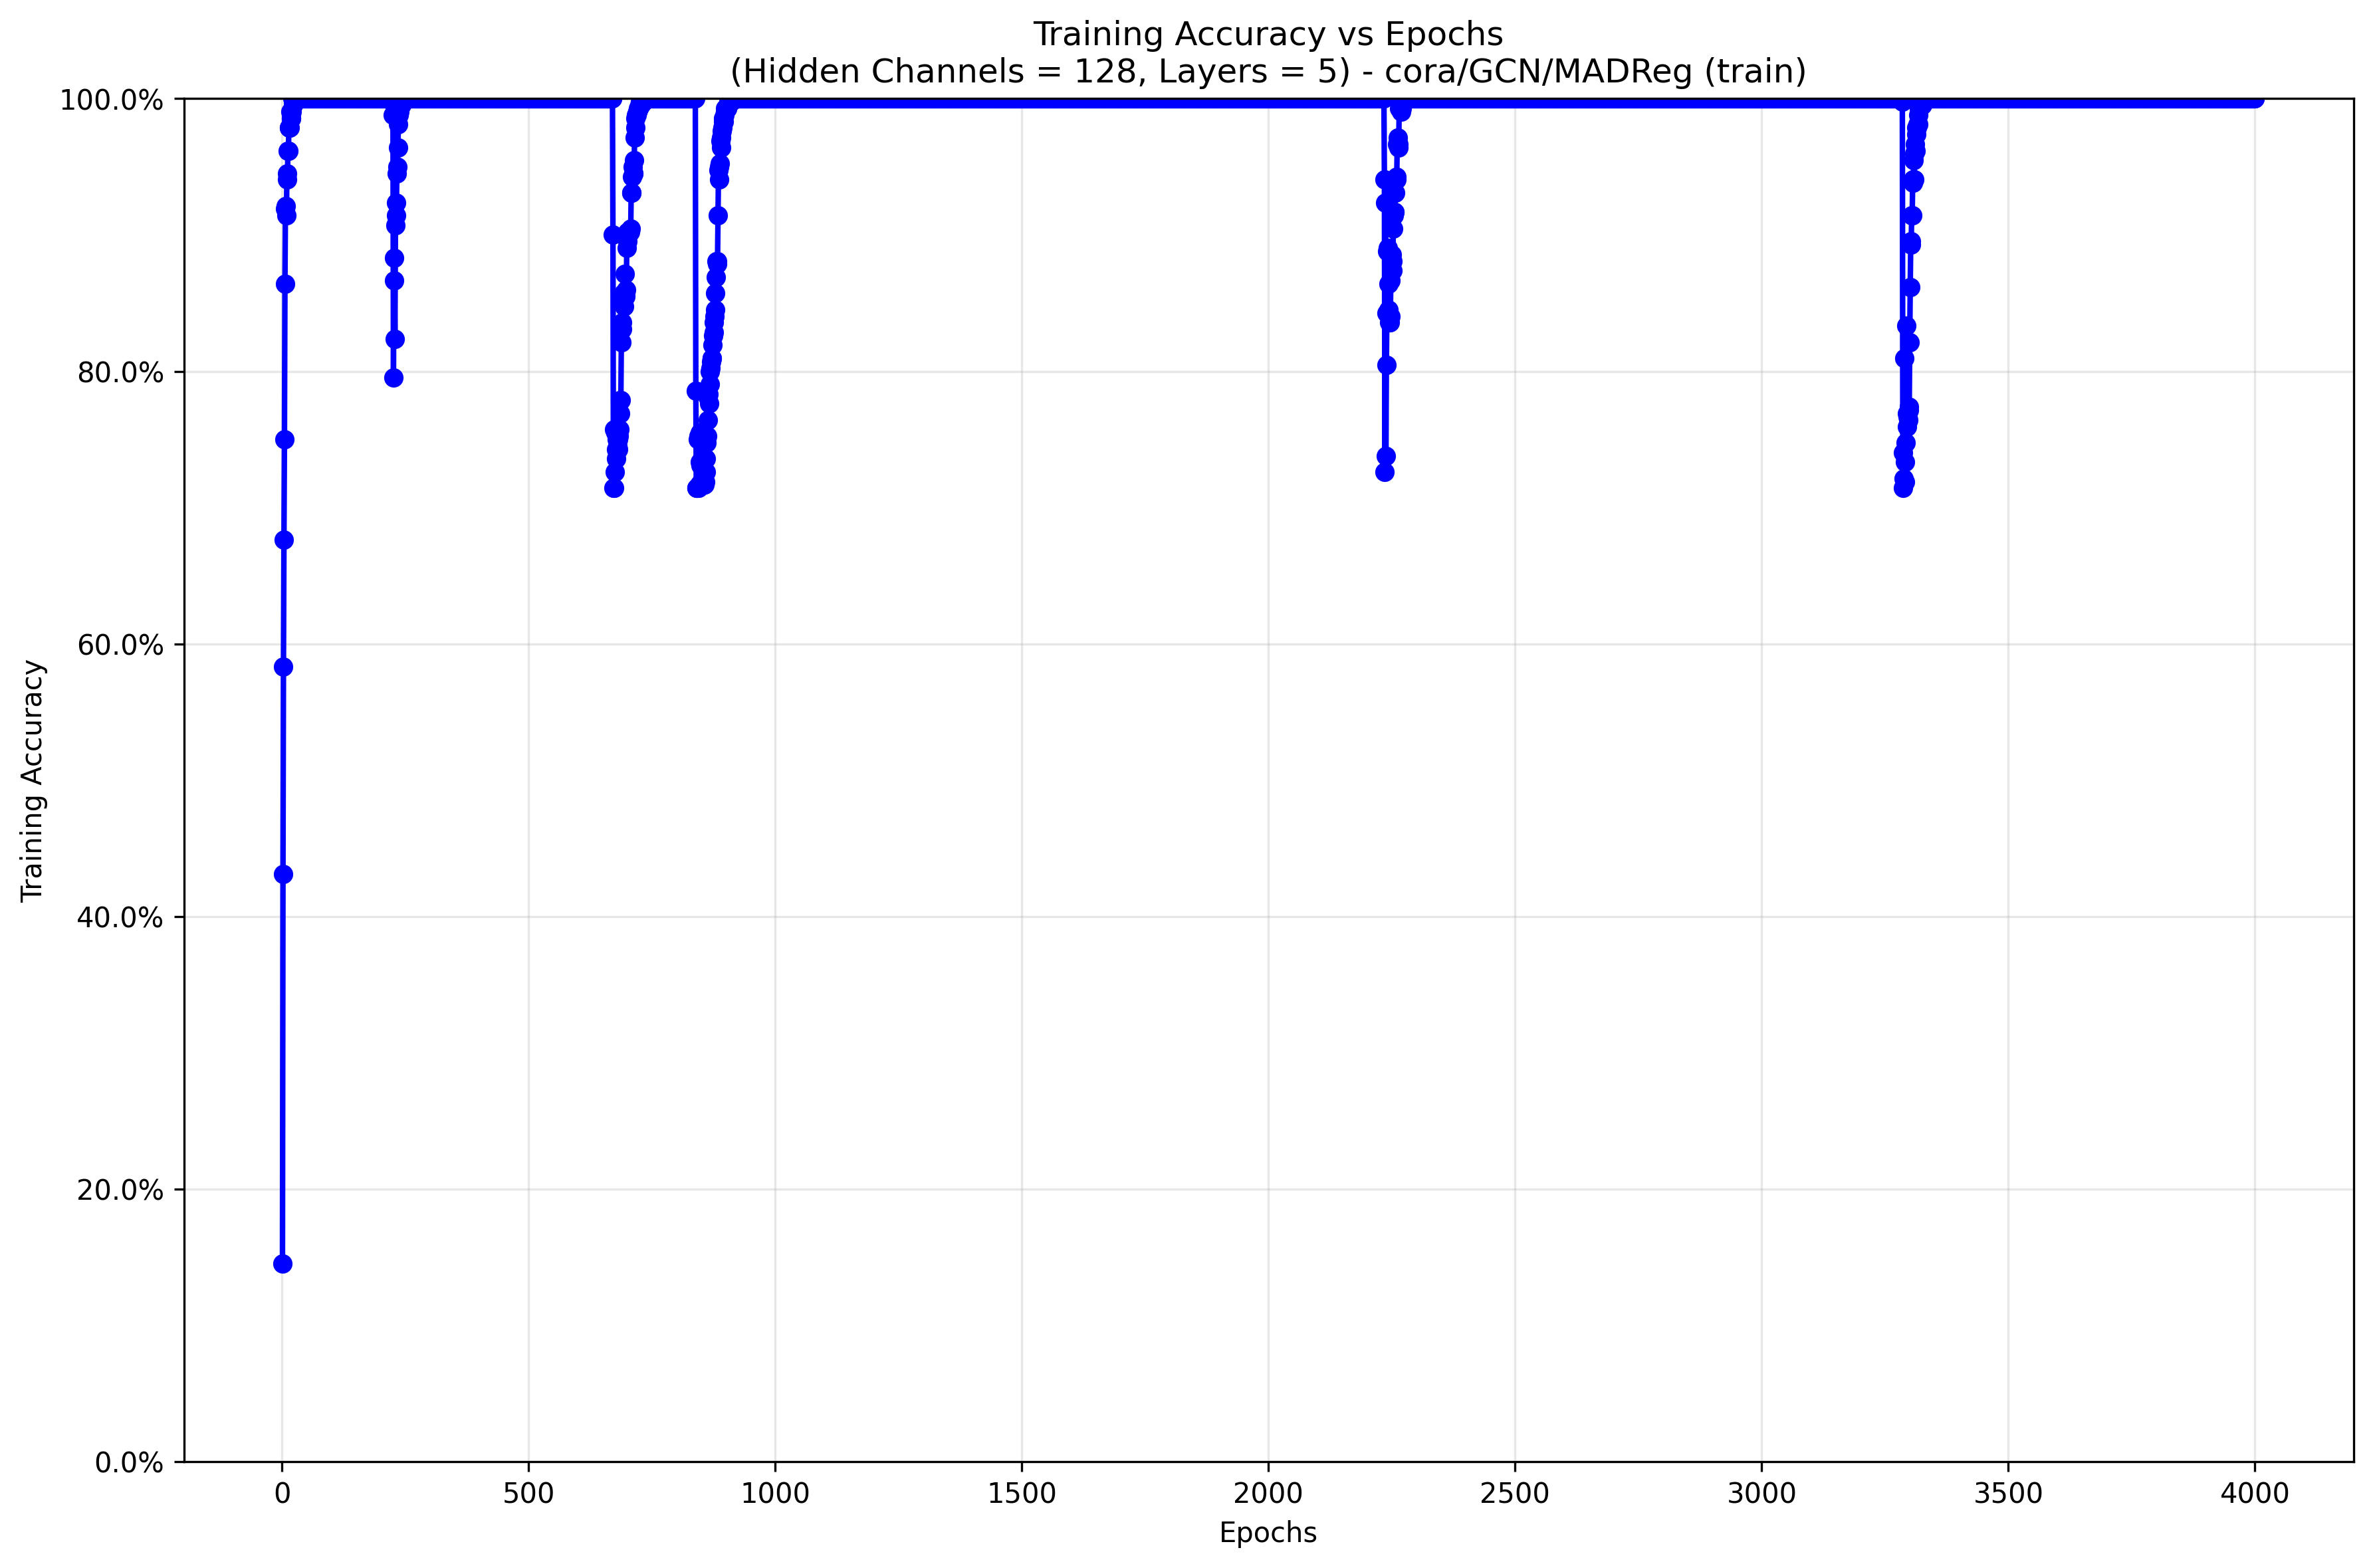 Training Accuracy vs Epochs
(Hidden Channels = 128, Layers = 5) - cora/GCN/MADReg (train)
100.0%
80.0%
60.0%
40.0%
20.0%
0.0%
Training Accuracy
0 500 1000 1500 2000 2500 3000 3500 4000
Epochs